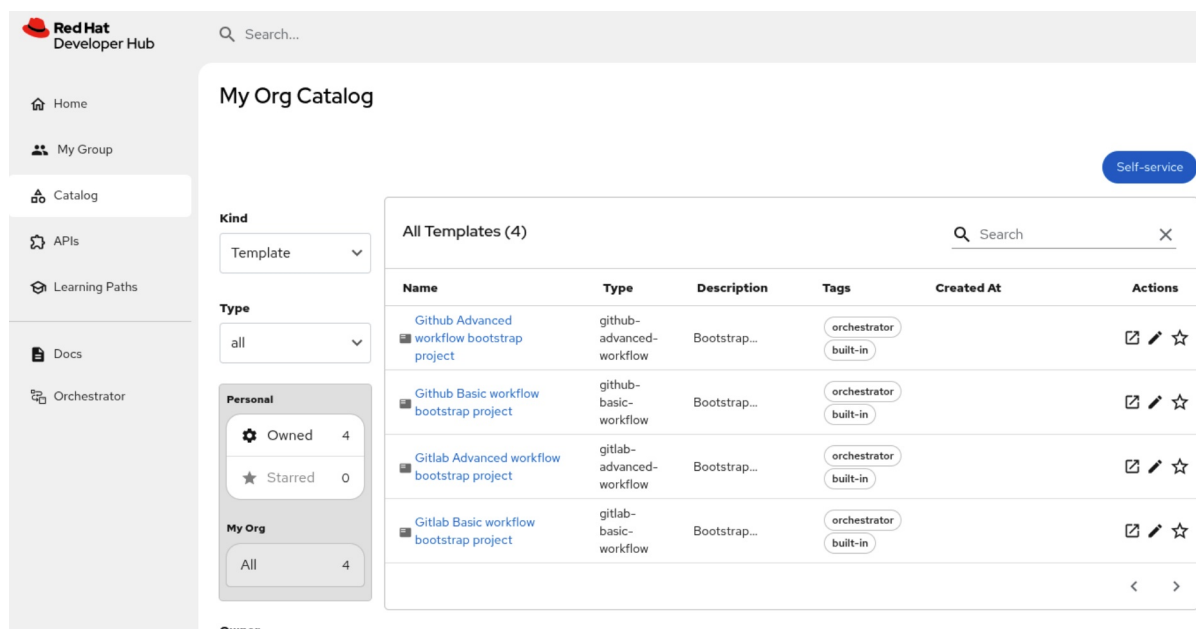 Red Hat
Developer Hub
Search...
Home
My Group
Catalog
APIs
Learning Paths
Docs
Orchestrator
My Org Catalog
Self-service
Kind
Template
Type
all
Personal
Owned 4
Starred 0
My Org
All 4
All Templates (4)
Search
Name Type Description Tags Created At Actions
Github Advanced
workflow bootstrap
project
github-
advanced-
workflow
Bootstrap...
orchestrator
built-in
Github Basic workflow
bootstrap project
github-
basic-
workflow
Bootstrap...
orchestrator
built-in
Gitlab Advanced workflow
bootstrap project
gitlab-
advanced-
workflow
Bootstrap...
orchestrator
built-in
Gitlab Basic workflow
bootstrap project
gitlab-
basic-
workflow
Bootstrap...
orchestrator
built-in